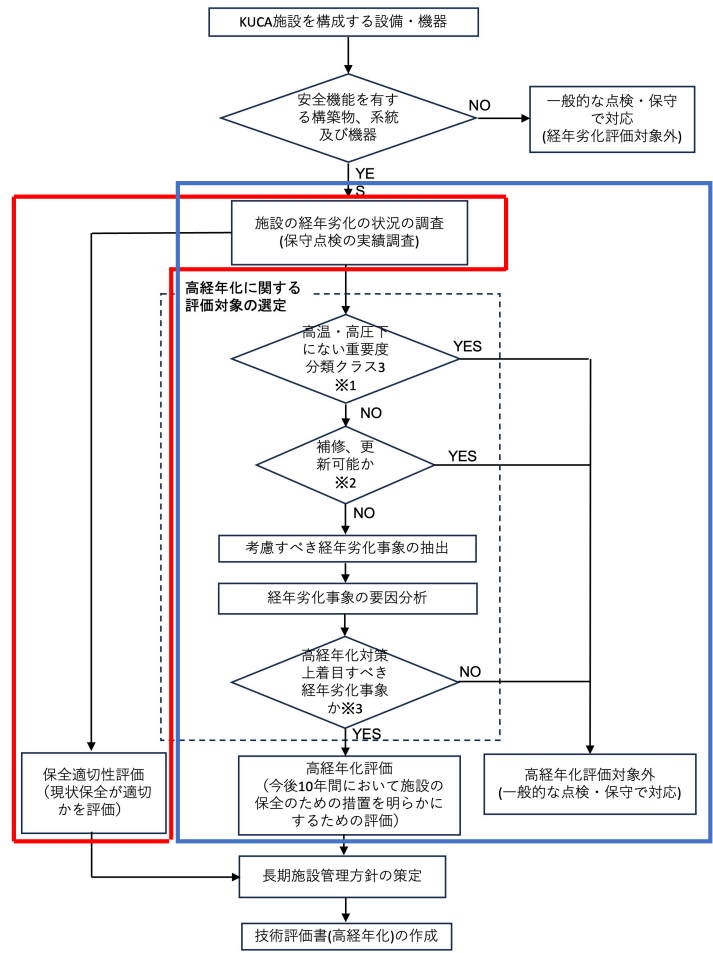 KUCA施設を構成する設備・機器
安全機能を有す
る構築物、系統
及び機器
NO
一般的な点検・保守
で対応
(経年劣化評価対象外)
YE
S
施設の経年劣化の状況の調査
(保守点検の実績調査)
高経年化に関する
評価対象の選定
高温・高圧下
にない重要度
分類クラス3
※1
YES
NO
補修、更
新可能か
※2
YES
NO
考慮すべき経年劣化事象の抽出
経年劣化事象の要因分析
高経年化対策
上着目すべき
経年劣化事象
か※3
NO
YES
保全適切性評価
（現状保全が適切
かを評価）
高経年化評価
（今後10年間において施設の
保全のための措置を明らかに
するための評価）
高経年化評価対象外
(一般的な点検・保守で対応)
長期施設管理方針の策定
技術評価書(高経年化)の作成